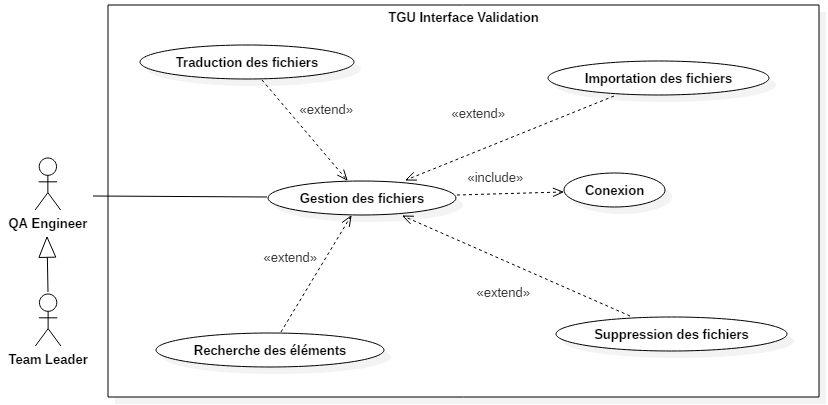 TGU Interface Validation
Traduction des fichiers
Importation des fichiers
«extend»
«extend»
«include»
Conexion
Gestion des fichiers
QA Engineer
«extend»
«extend»
Suppression des fichiers
Recherche des éléments
Team Leader